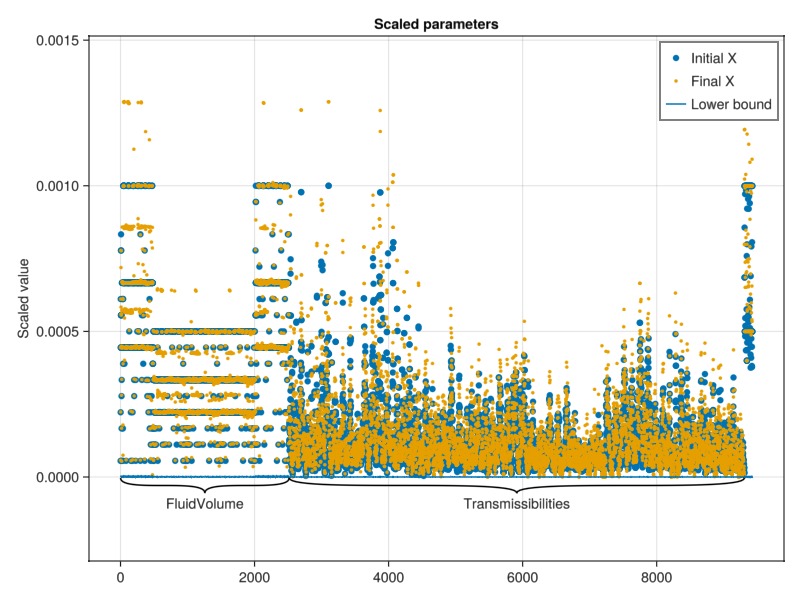 Scaled parameters
0.0015
Initial X
Final X
Lower bound
0.0010
Scaled value
0.0005
0.0000
FluidVolume
Transmissibilities
0
2000
4000
6000
8000